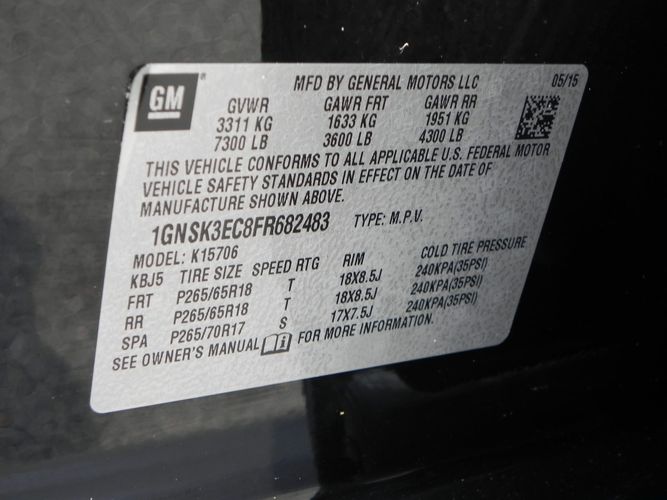 GM ®
MFD BY GENERAL MOTORS LLC 05/15
GVWR GAWR FRT GAWR RR
3311 KG 1633 KG 1951 KG
7300 LB 3600 LB 4300 LB
THIS VEHICLE CONFORMS TO ALL APPLICABLE U.S. FEDERAL MOTOR
VEHICLE SAFETY STANDARDS IN EFFECT ON THE DATE OF
MANUFACTURE SHOWN ABOVE.
1GNSK3EC8FR682483 TYPE: M.P.V.
MODEL: K15706
KBJ5 TIRE SIZE SPEED RTG RIM COLD TIRE PRESSURE
FRT P265/65R18 T 18X8.5J 240KPA(35PSI)
RR P265/65R18 T 18X8.5J 240KPA(35PSI)
SPA P265/70R17 S 17X7.5J 240KPA(35PSI)
SEE OWNER'S MANUAL FOR MORE INFORMATION.